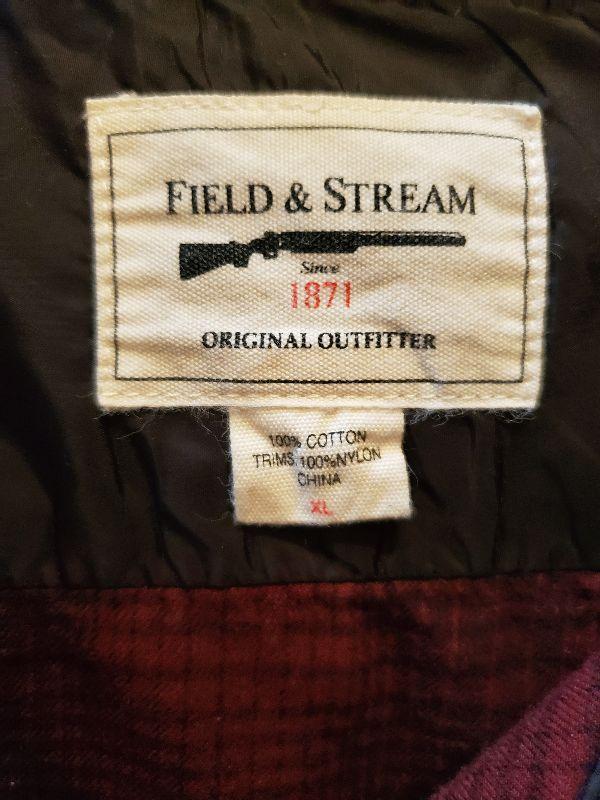 FIELD & STREAM
Since
1871
ORIGINAL OUTFITTER
100% COTTON
TRIMS 100%NYLON
CHINA
XL